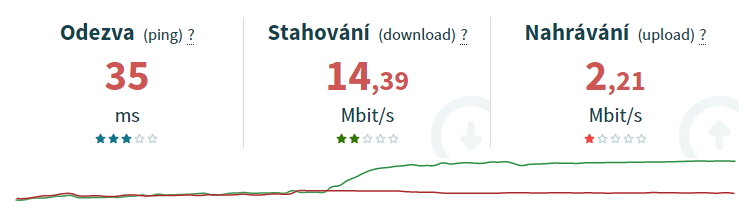 Odezva (ping) ?
35
ms
Stahování (download) ?
14,39
Mbit/s
Nahrávání (upload) ?
2,21
Mbit/s